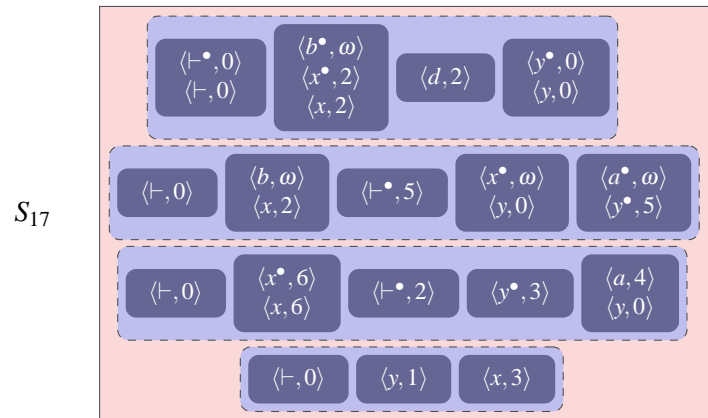 S₁₇
⟨⊢•, 0⟩ ⟨b•, ω⟩ ⟨d, 2⟩ ⟨y•, 0⟩
⟨⊢, 0⟩ ⟨x•, 2⟩ ⟨y, 0⟩
⟨x, 2⟩
⟨⊢, 0⟩ ⟨b, ω⟩ ⟨⊢•, 5⟩ ⟨x•, ω⟩ ⟨a•, ω⟩
⟨x, 2⟩ ⟨y, 0⟩ ⟨y•, 5⟩
⟨⊢, 0⟩ ⟨x•, 6⟩ ⟨⊢•, 2⟩ ⟨y•, 3⟩ ⟨a, 4⟩
⟨x, 6⟩ ⟨y, 0⟩
⟨⊢, 0⟩ ⟨y, 1⟩ ⟨x, 3⟩